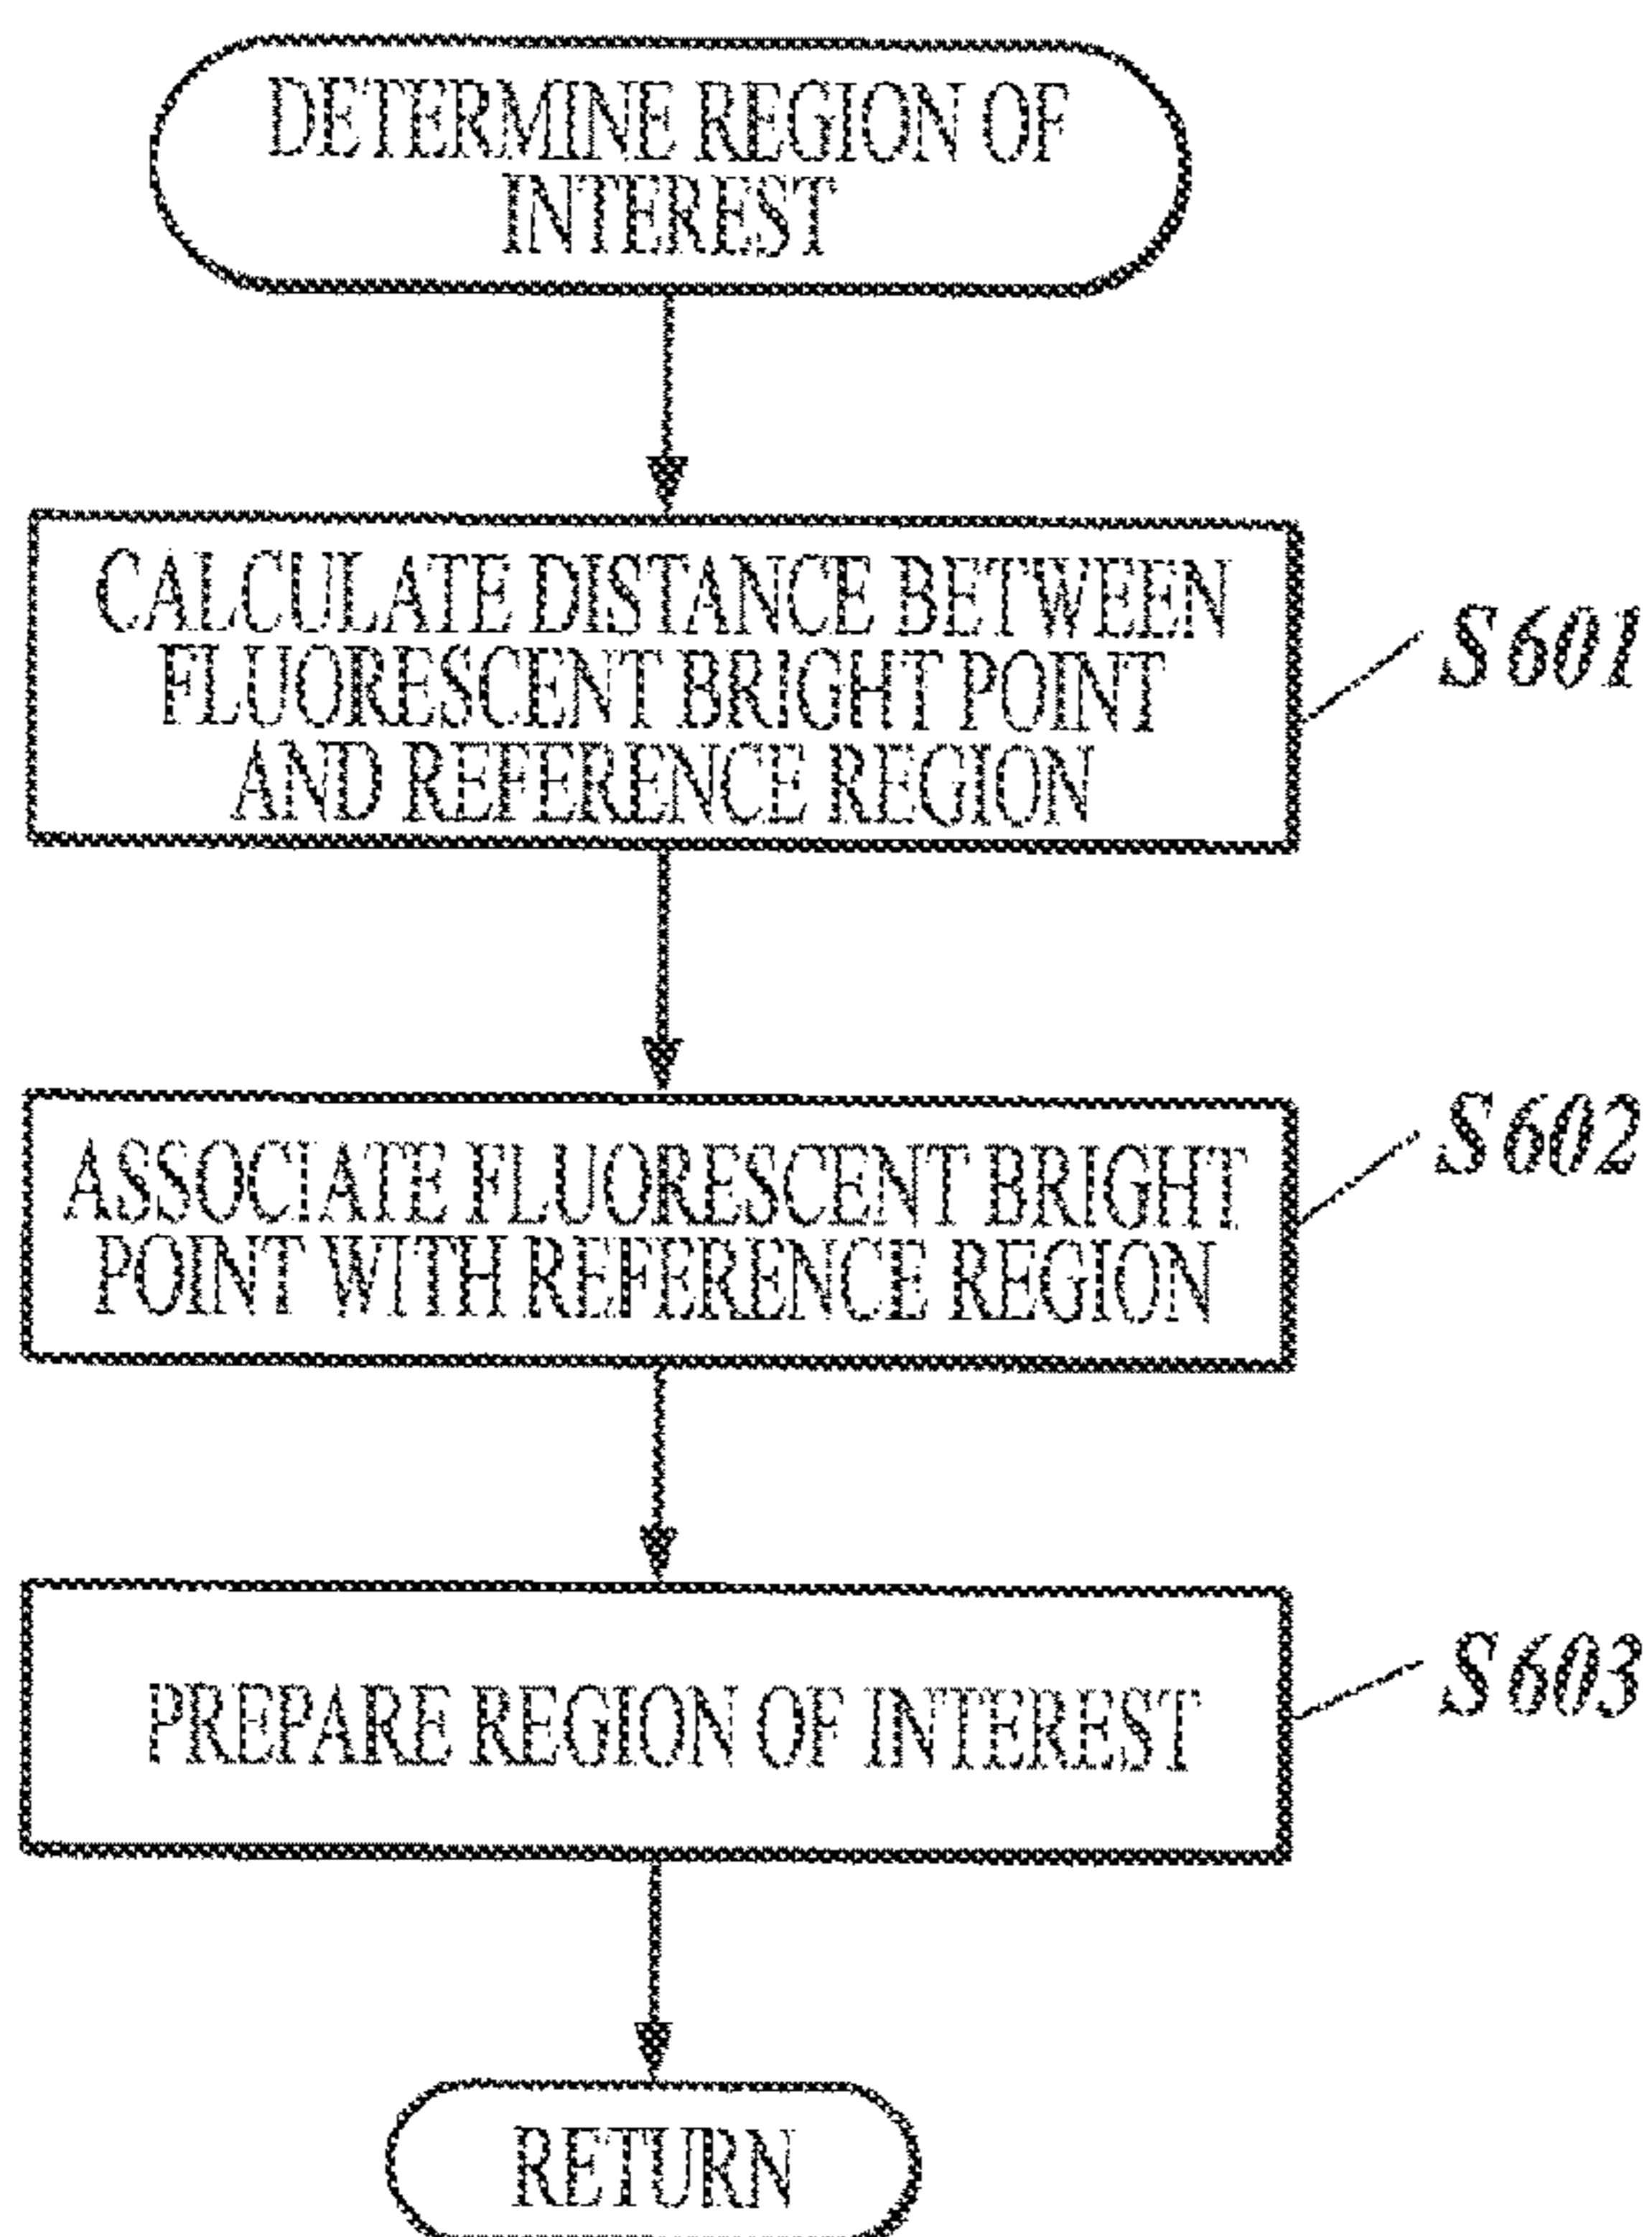 DETERMINE REGION OF
INTEREST
CALCULATE DISTANCE BETWEEN
FLUORESCENT BRIGHT POINT
AND REFERENCE REGION
S601
ASSOCIATE FLUORESCENT BRIGHT
POINT WITH REFERENCE REGION
S602
PREPARE REGION OF INTEREST
S603
RETURN